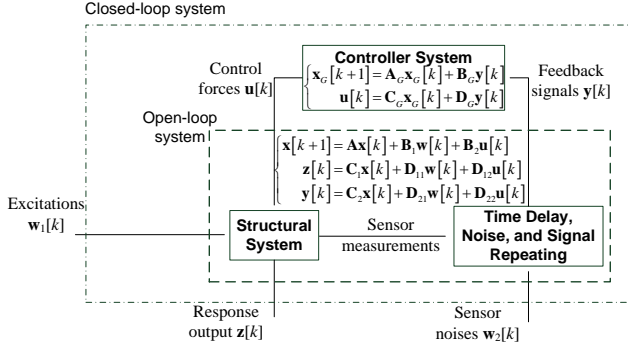 Closed-loop system
Controller System
x_G[k+1] = A_G x_G[k] + B_G y[k]
u[k] = C_G x_G[k] + D_G y[k]
Control
forces u[k]
Feedback
signals y[k]
Open-loop
system
x[k+1] = Ax[k] + B_1 w[k] + B_2 u[k]
z[k] = C_1 x[k] + D_11 w[k] + D_12 u[k]
y[k] = C_2 x[k] + D_21 w[k] + D_22 u[k]
Excitations
w_1[k]
Structural
System
Sensor
measurements
Time Delay,
Noise, and Signal
Repeating
Response
output z[k]
Sensor
noises w_2[k]